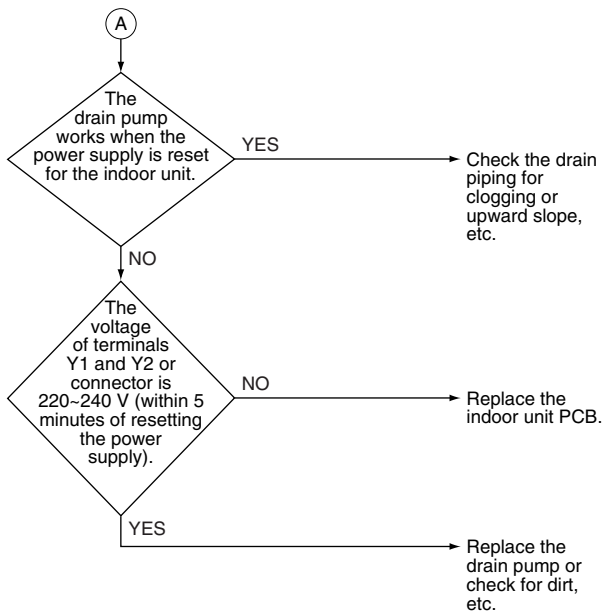 A
The
drain pump
works when the
power supply is reset
for the indoor unit.
YES
Check the drain
piping for
clogging or
upward slope,
etc.
NO
The
voltage
of terminals
Y1 and Y2 or
connector is
220~240 V (within 5
minutes of resetting
the power
supply).
NO
Replace the
indoor unit PCB.
YES
Replace the
drain pump or
check for dirt,
etc.